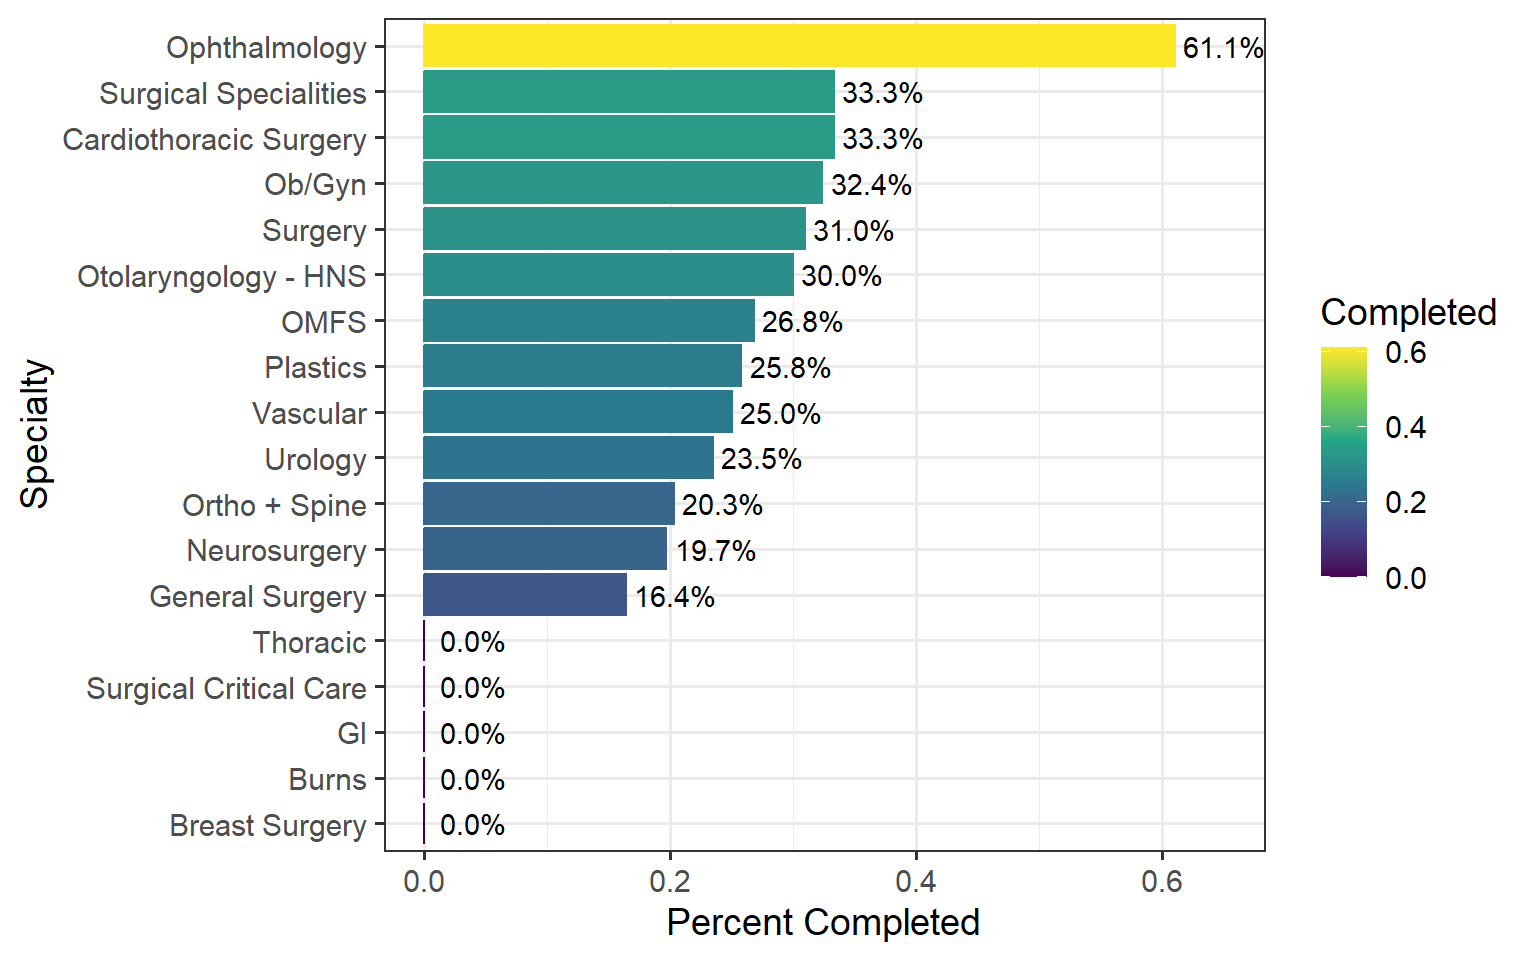 Ophthalmology 61.1%
Surgical Specialities 33.3%
Cardiothoracic Surgery 33.3%
Ob/Gyn 32.4%
Surgery 31.0%
Otolaryngology - HNS 30.0%
OMFS 26.8%
Plastics 25.8%
Vascular 25.0%
Urology 23.5%
Ortho + Spine 20.3%
Neurosurgery 19.7%
General Surgery 16.4%
Thoracic 0.0%
Surgical Critical Care 0.0%
GI 0.0%
Burns 0.0%
Breast Surgery 0.0%
0.0 0.2 0.4 0.6
Percent Completed
Specialty
Completed
0.6
0.4
0.2
0.0